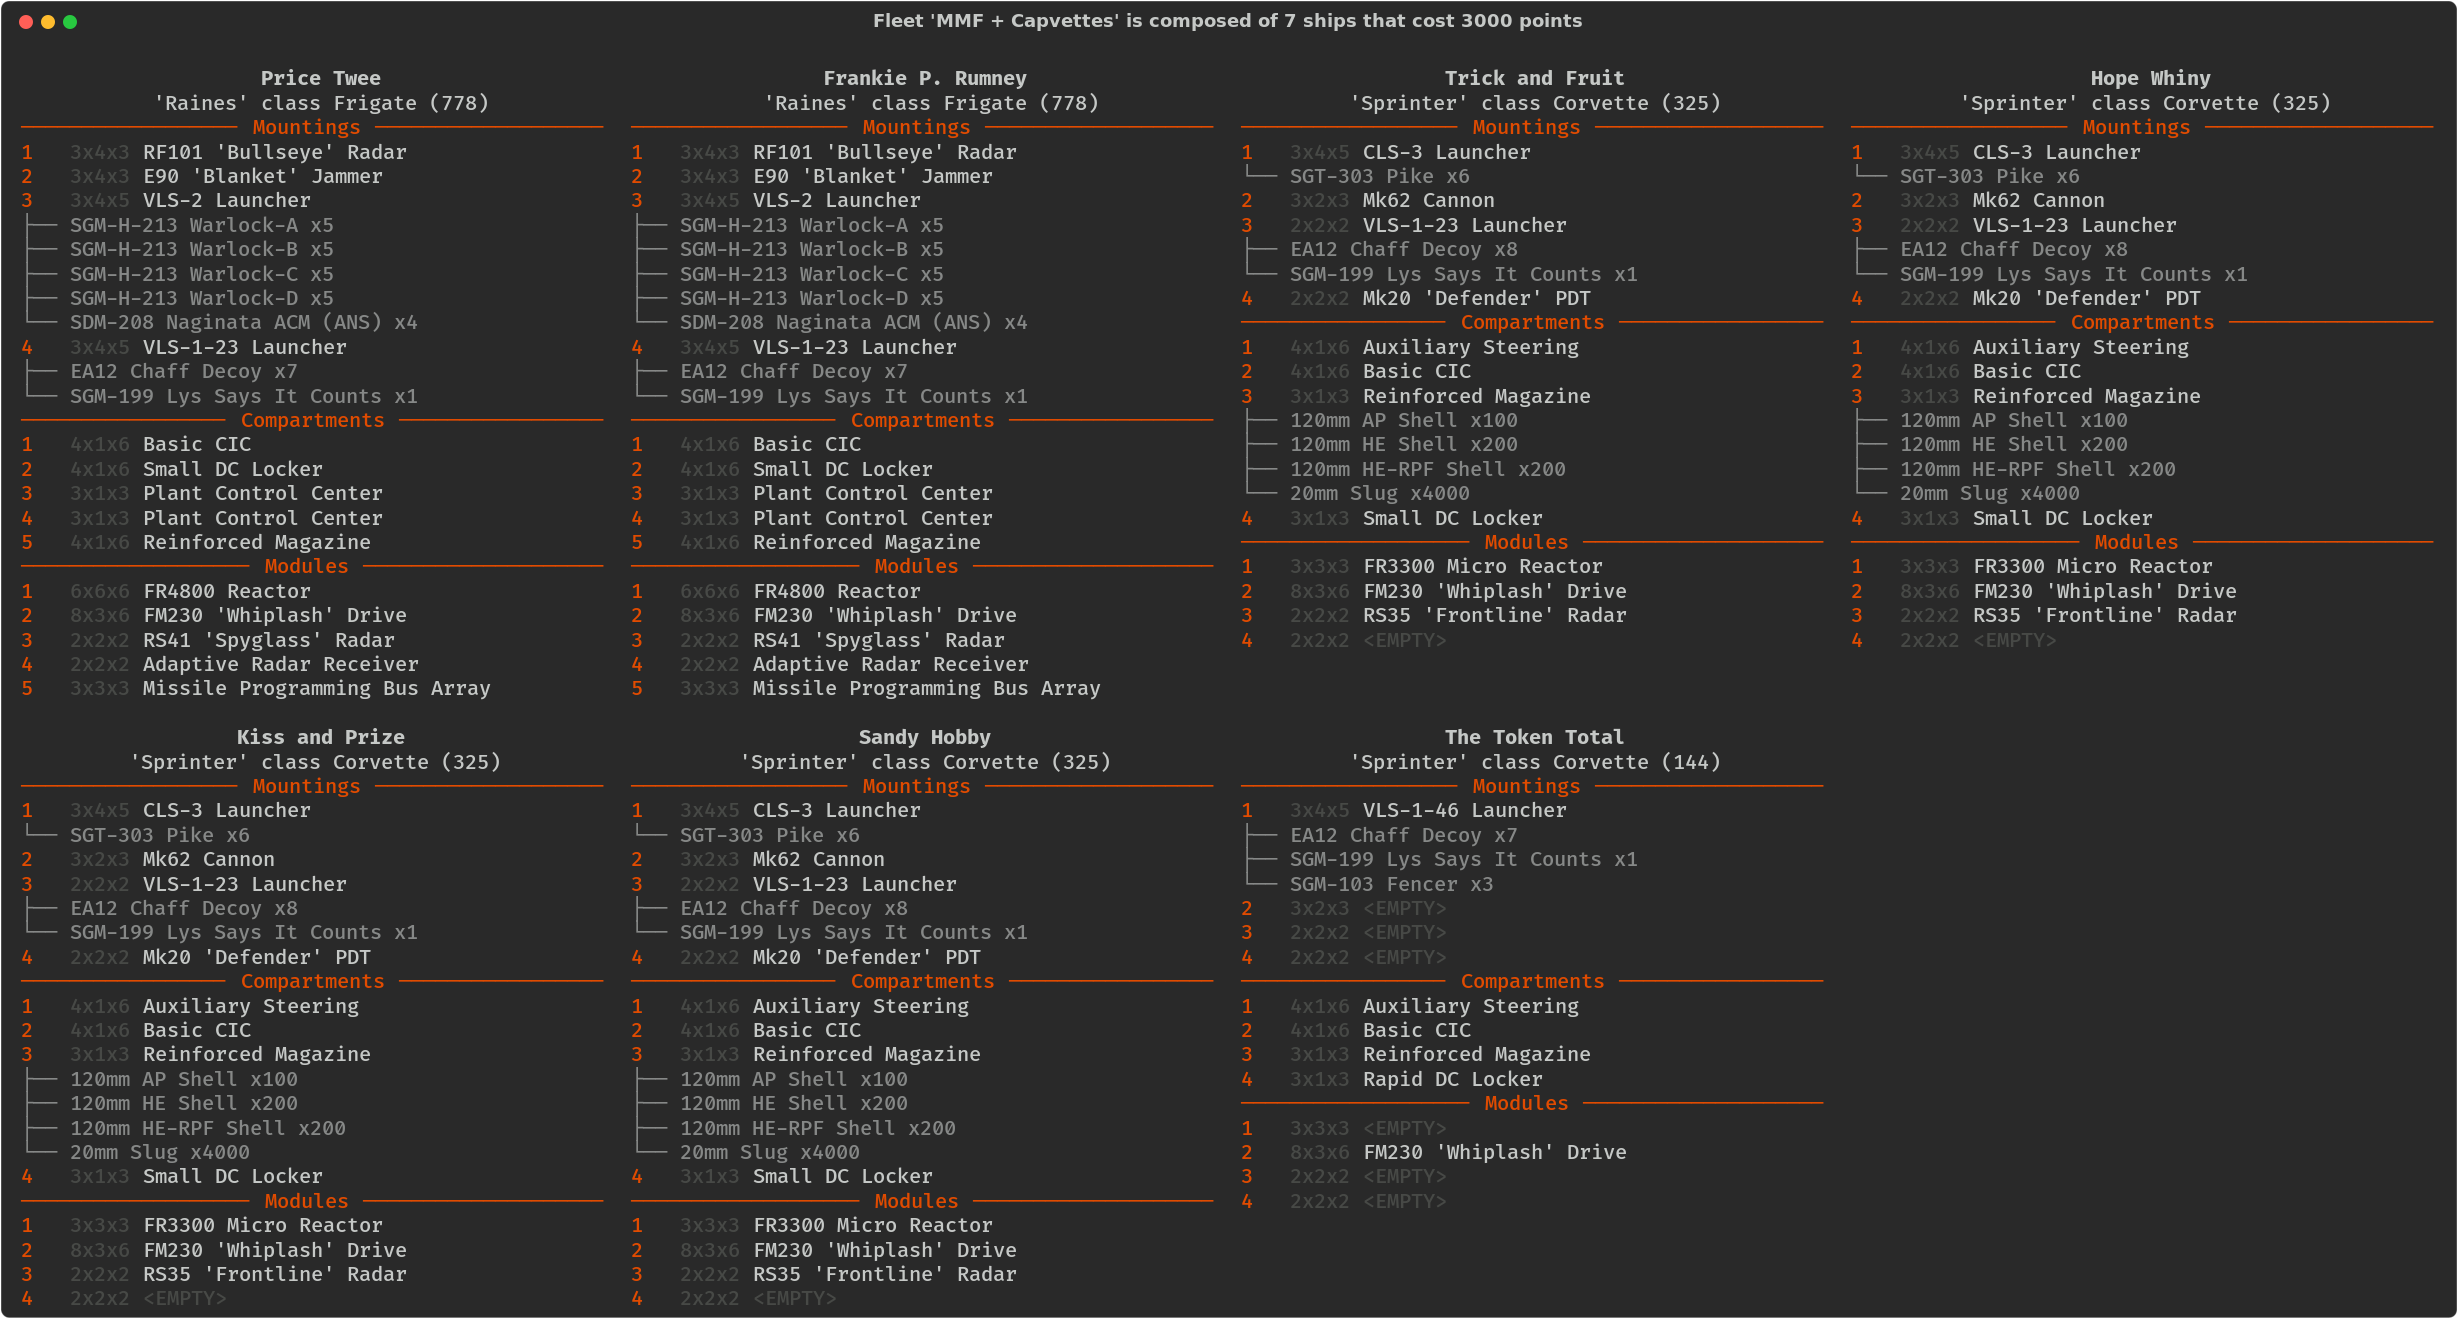 Fleet 'MMF + Capvettes' is composed of 7 ships that cost 3000 points
Price Twee
'Raines' class Frigate (778)
Mountings
1 3x4x3 RF101 'Bullseye' Radar
2 3x4x3 E90 'Blanket' Jammer
3 3x4x5 VLS-2 Launcher
SGM-H-213 Warlock-A x5
SGM-H-213 Warlock-B x5
SGM-H-213 Warlock-C x5
SGM-H-213 Warlock-D x5
SDM-208 Naginata ACM (ANS) x4
4 3x4x5 VLS-1-23 Launcher
EA12 Chaff Decoy x7
SGM-199 Lys Says It Counts x1
Compartments
1 4x1x6 Basic CIC
2 4x1x6 Small DC Locker
3 3x1x3 Plant Control Center
4 3x1x3 Plant Control Center
5 4x1x6 Reinforced Magazine
Modules
1 6x6x6 FR4800 Reactor
2 8x3x6 FM230 'Whiplash' Drive
3 2x2x2 RS41 'Spyglass' Radar
4 2x2x2 Adaptive Radar Receiver
5 3x3x3 Missile Programming Bus Array
Frankie P. Rumney
'Raines' class Frigate (778)
Mountings
1 3x4x3 RF101 'Bullseye' Radar
2 3x4x3 E90 'Blanket' Jammer
3 3x4x5 VLS-2 Launcher
SGM-H-213 Warlock-A x5
SGM-H-213 Warlock-B x5
SGM-H-213 Warlock-C x5
SGM-H-213 Warlock-D x5
SDM-208 Naginata ACM (ANS) x4
4 3x4x5 VLS-1-23 Launcher
EA12 Chaff Decoy x7
SGM-199 Lys Says It Counts x1
Compartments
1 4x1x6 Basic CIC
2 4x1x6 Small DC Locker
3 3x1x3 Plant Control Center
4 3x1x3 Plant Control Center
5 4x1x6 Reinforced Magazine
Modules
1 6x6x6 FR4800 Reactor
2 8x3x6 FM230 'Whiplash' Drive
3 2x2x2 RS41 'Spyglass' Radar
4 2x2x2 Adaptive Radar Receiver
5 3x3x3 Missile Programming Bus Array
Trick and Fruit
'Sprinter' class Corvette (325)
Mountings
1 3x4x5 CLS-3 Launcher
SGT-303 Pike x6
2 3x2x3 Mk62 Cannon
3 2x2x2 VLS-1-23 Launcher
EA12 Chaff Decoy x8
SGM-199 Lys Says It Counts x1
4 2x2x2 Mk20 'Defender' PDT
Compartments
1 4x1x6 Auxiliary Steering
2 4x1x6 Basic CIC
3 3x1x3 Reinforced Magazine
120mm AP Shell x100
120mm HE Shell x200
120mm HE-RPF Shell x200
20mm Slug x4000
4 3x1x3 Small DC Locker
Modules
1 3x3x3 FR3300 Micro Reactor
2 8x3x6 FM230 'Whiplash' Drive
3 2x2x2 RS35 'Frontline' Radar
4 2x2x2 <EMPTY>
Hope Whiny
'Sprinter' class Corvette (325)
Mountings
1 3x4x5 CLS-3 Launcher
SGT-303 Pike x6
2 3x2x3 Mk62 Cannon
3 2x2x2 VLS-1-23 Launcher
EA12 Chaff Decoy x8
SGM-199 Lys Says It Counts x1
4 2x2x2 Mk20 'Defender' PDT
Compartments
1 4x1x6 Auxiliary Steering
2 4x1x6 Basic CIC
3 3x1x3 Reinforced Magazine
120mm AP Shell x100
120mm HE Shell x200
120mm HE-RPF Shell x200
20mm Slug x4000
4 3x1x3 Small DC Locker
Modules
1 3x3x3 FR3300 Micro Reactor
2 8x3x6 FM230 'Whiplash' Drive
3 2x2x2 RS35 'Frontline' Radar
4 2x2x2 <EMPTY>
Kiss and Prize
'Sprinter' class Corvette (325)
Mountings
1 3x4x5 CLS-3 Launcher
SGT-303 Pike x6
2 3x2x3 Mk62 Cannon
3 2x2x2 VLS-1-23 Launcher
EA12 Chaff Decoy x8
SGM-199 Lys Says It Counts x1
4 2x2x2 Mk20 'Defender' PDT
Compartments
1 4x1x6 Auxiliary Steering
2 4x1x6 Basic CIC
3 3x1x3 Reinforced Magazine
120mm AP Shell x100
120mm HE Shell x200
120mm HE-RPF Shell x200
20mm Slug x4000
4 3x1x3 Small DC Locker
Modules
1 3x3x3 FR3300 Micro Reactor
2 8x3x6 FM230 'Whiplash' Drive
3 2x2x2 RS35 'Frontline' Radar
4 2x2x2 <EMPTY>
Sandy Hobby
'Sprinter' class Corvette (325)
Mountings
1 3x4x5 CLS-3 Launcher
SGT-303 Pike x6
2 3x2x3 Mk62 Cannon
3 2x2x2 VLS-1-23 Launcher
EA12 Chaff Decoy x8
SGM-199 Lys Says It Counts x1
4 2x2x2 Mk20 'Defender' PDT
Compartments
1 4x1x6 Auxiliary Steering
2 4x1x6 Basic CIC
3 3x1x3 Reinforced Magazine
120mm AP Shell x100
120mm HE Shell x200
120mm HE-RPF Shell x200
20mm Slug x4000
4 3x1x3 Small DC Locker
Modules
1 3x3x3 FR3300 Micro Reactor
2 8x3x6 FM230 'Whiplash' Drive
3 2x2x2 RS35 'Frontline' Radar
4 2x2x2 <EMPTY>
The Token Total
'Sprinter' class Corvette (144)
Mountings
1 3x4x5 VLS-1-46 Launcher
EA12 Chaff Decoy x7
SGM-199 Lys Says It Counts x1
SGM-103 Fencer x3
2 3x2x3 <EMPTY>
3 2x2x2 <EMPTY>
4 2x2x2 <EMPTY>
Compartments
1 4x1x6 Auxiliary Steering
2 4x1x6 Basic CIC
3 3x1x3 Reinforced Magazine
4 3x1x3 Rapid DC Locker
Modules
1 3x3x3 <EMPTY>
2 8x3x6 FM230 'Whiplash' Drive
3 2x2x2 <EMPTY>
4 2x2x2 <EMPTY>